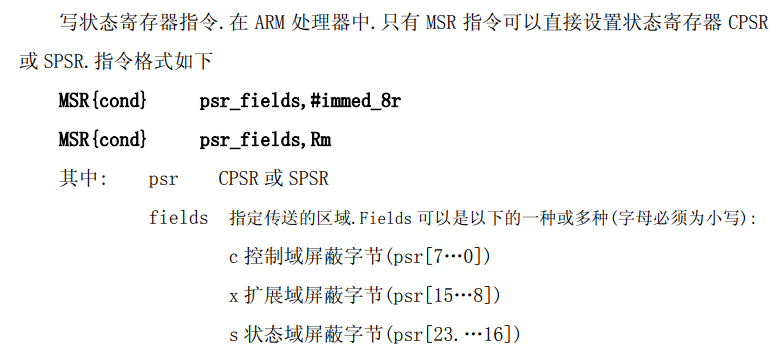 写状态寄存器指令.在 ARM 处理器中.只有 MSR 指令可以直接设置状态寄存器 CPSR
或 SPSR.指令格式如下
MSR{cond} psr_fields,#immed_8r
MSR{cond} psr_fields,Rm
其中: psr CPSR 或 SPSR
fields 指定传送的区域.Fields 可以是以下的一种或多种(字母必须为小写):
c 控制域屏蔽字节(psr[7…0])
x 扩展域屏蔽字节(psr[15…8])
s 状态域屏蔽字节(psr[23.…16])